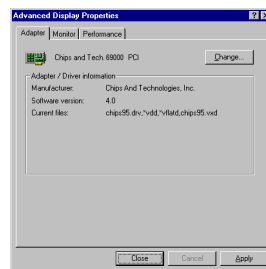 Advanced Display Properties
Adapter Monitor Performance
Chips and Tech. 69000 PCI Change...
Adapter / Driver information
Manufacturer: Chips And Technologies, Inc.
Software version: 4.0
Current files: chips95.drv,*vdd,*vflatd,chips95.vxd
Close Cancel Apply